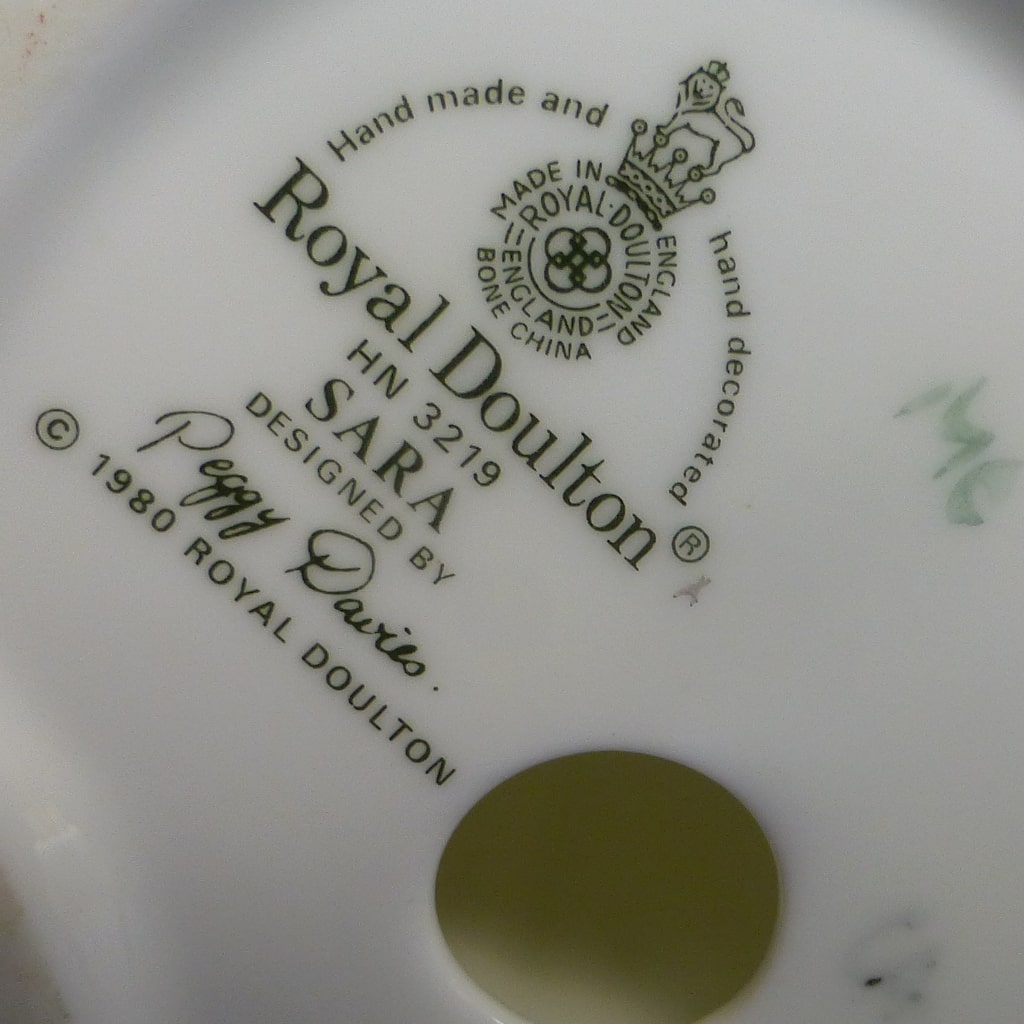 Hand made and
hand decorated
MADE IN ENGLAND
ROYAL·DOULTON
ENGLAND
BONE CHINA
Royal Doulton ®
HN 3219
SARA
DESIGNED BY
Peggy Davies.
© 1980 ROYAL DOULTON